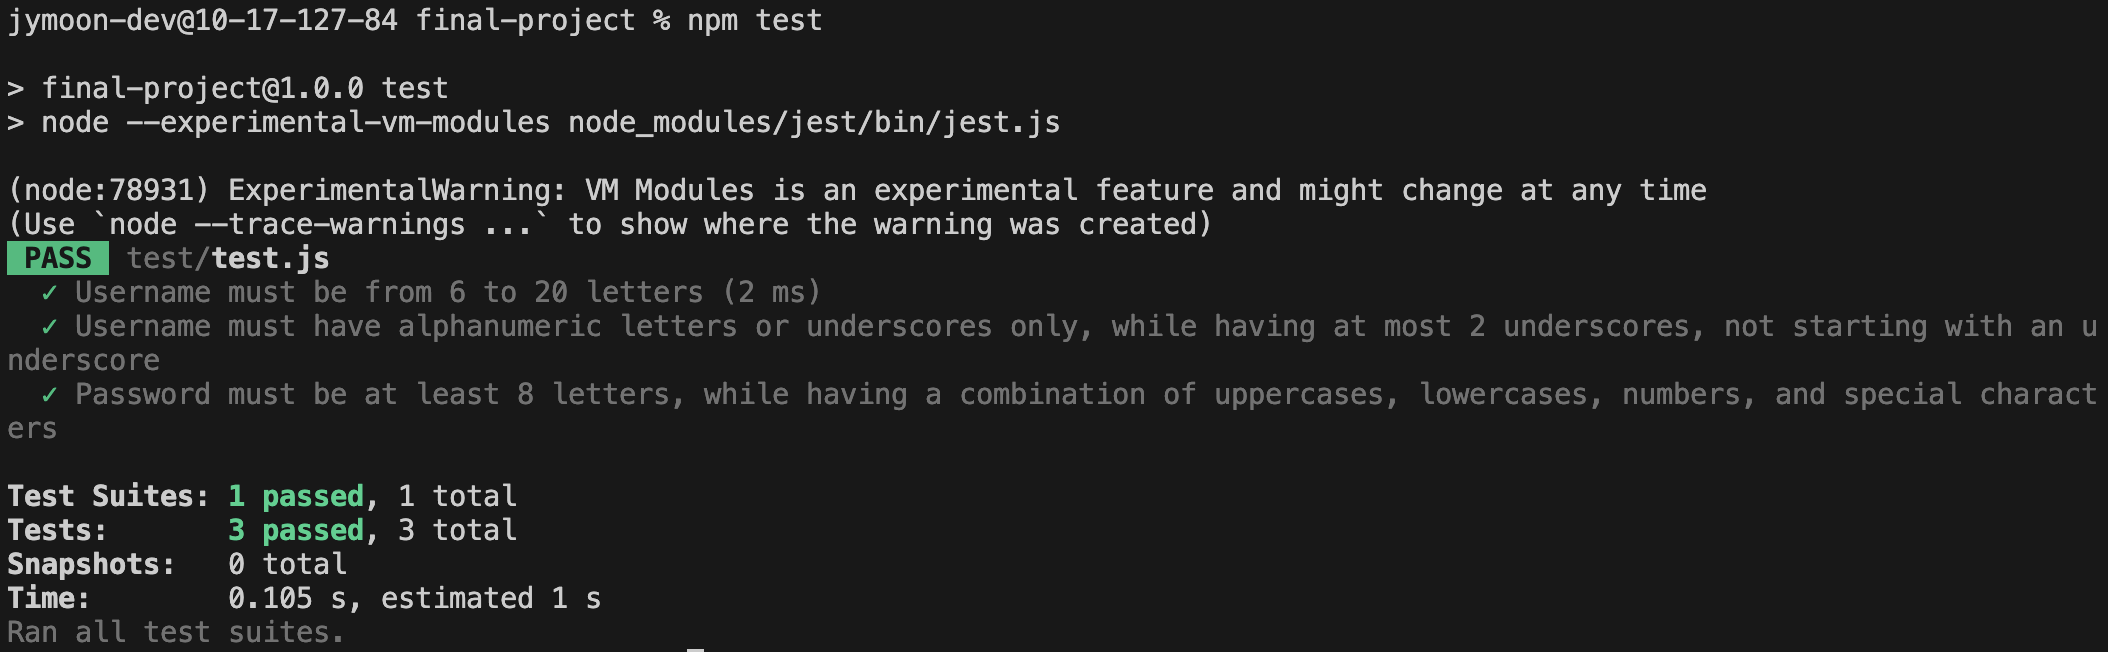 jymoon-dev@10-17-127-84 final-project % npm test
> final-project@1.0.0 test
> node --experimental-vm-modules node_modules/jest/bin/jest.js
(node:78931) ExperimentalWarning: VM Modules is an experimental feature and might change at any time
(Use `node --trace-warnings ...` to show where the warning was created)
PASS test/test.js
✓ Username must be from 6 to 20 letters (2 ms)
✓ Username must have alphanumeric letters or underscores only, while having at most 2 underscores, not starting with an u
nderscore
✓ Password must be at least 8 letters, while having a combination of uppercases, lowercases, numbers, and special charact
ers
Test Suites: 1 passed, 1 total
Tests: 3 passed, 3 total
Snapshots: 0 total
Time: 0.105 s, estimated 1 s
Ran all test suites.